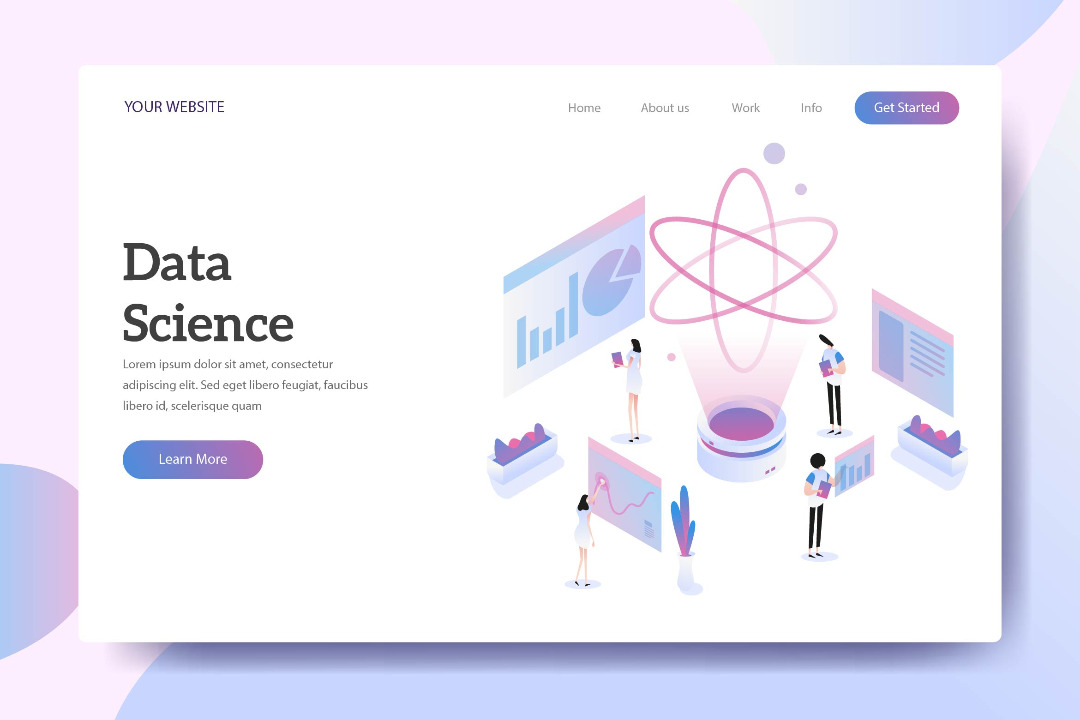 YOUR WEBSITE
Home About us Work Info Get Started
Data
Science
Lorem ipsum dolor sit amet, consectetur
adipiscing elit. Sed eget libero feugiat, faucibus
libero id, scelerisque quam
Learn More